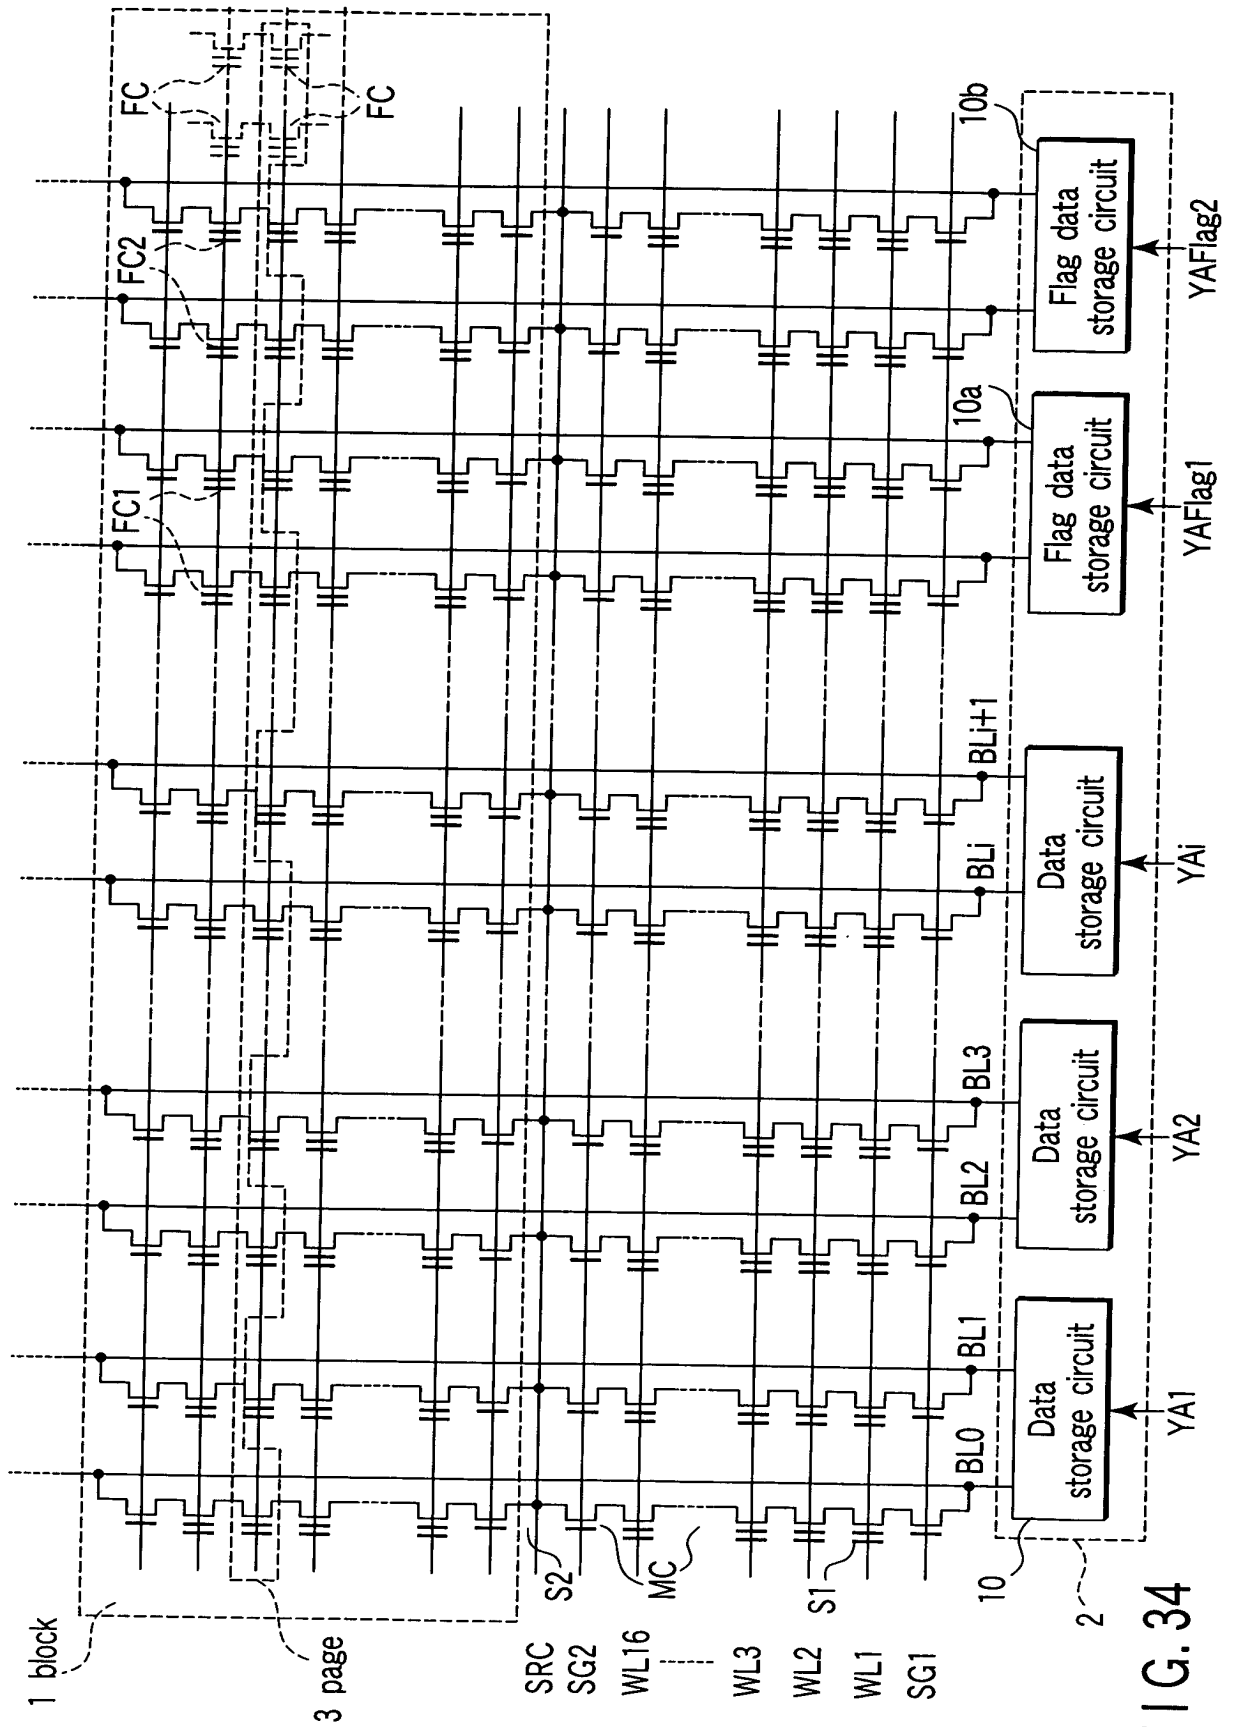 1 block
3 page
FC
FC
FC1
FC2
SRC
SG2
WL16
WL3
WL2
WL1
SG1
S2
MC
S1
BL0
BL1
BL2
BL3
BLi
BLi+1
10
10a
10b
2
Data
storage circuit
Data
storage circuit
Data
storage circuit
Flag data
storage circuit
Flag data
storage circuit
YA1
YA2
YAi
YAFlag1
YAFlag2
I G. 34